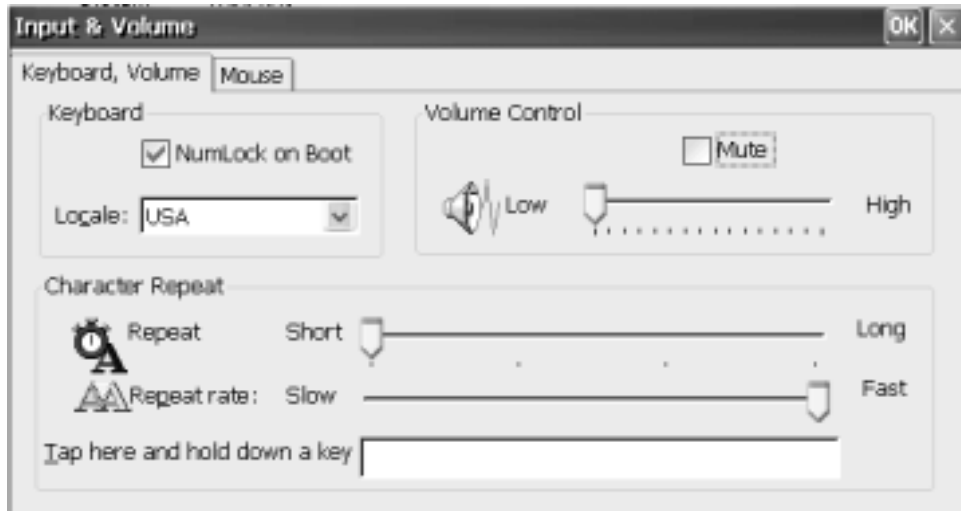 Input & Volume OK
Keyboard, Volume Mouse
Keyboard
NumLock on Boot
Locale: USA
Volume Control
Mute
Low High
Character Repeat
Repeat Short Long
Repeat rate: Slow Fast
Tap here and hold down a key